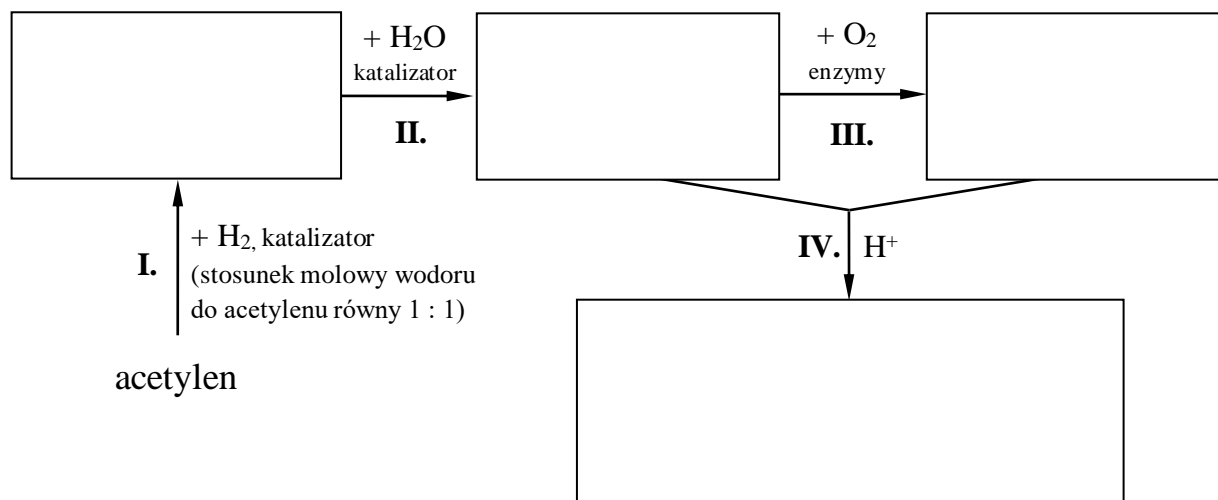 + H₂O
katalizator
II.
+ O₂
enzymy
III.
I.
+ H₂, katalizator
(stosunek molowy wodoru
do acetylenu równy 1 : 1)
IV.
H⁺
acetylen